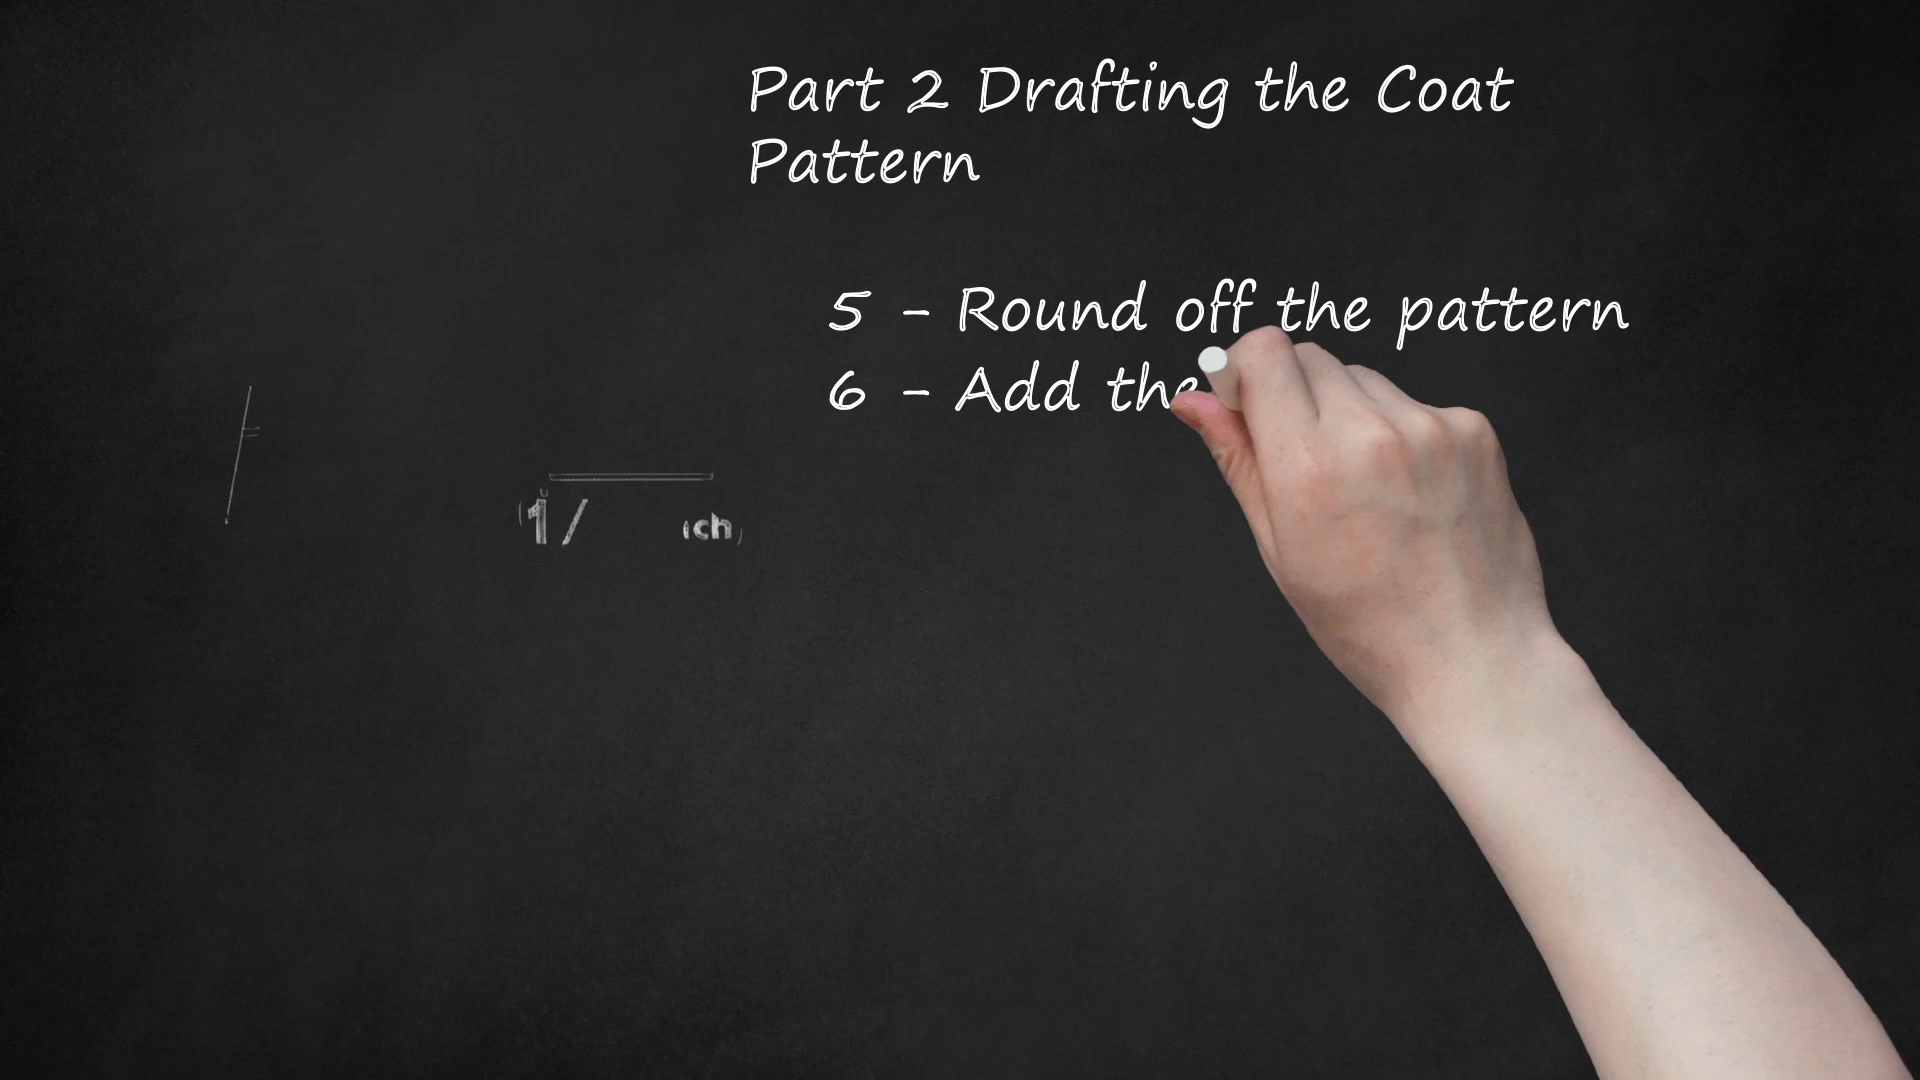 Part 2 Drafting the Coat
Pattern
5 - Round off the pattern
6 - Add the